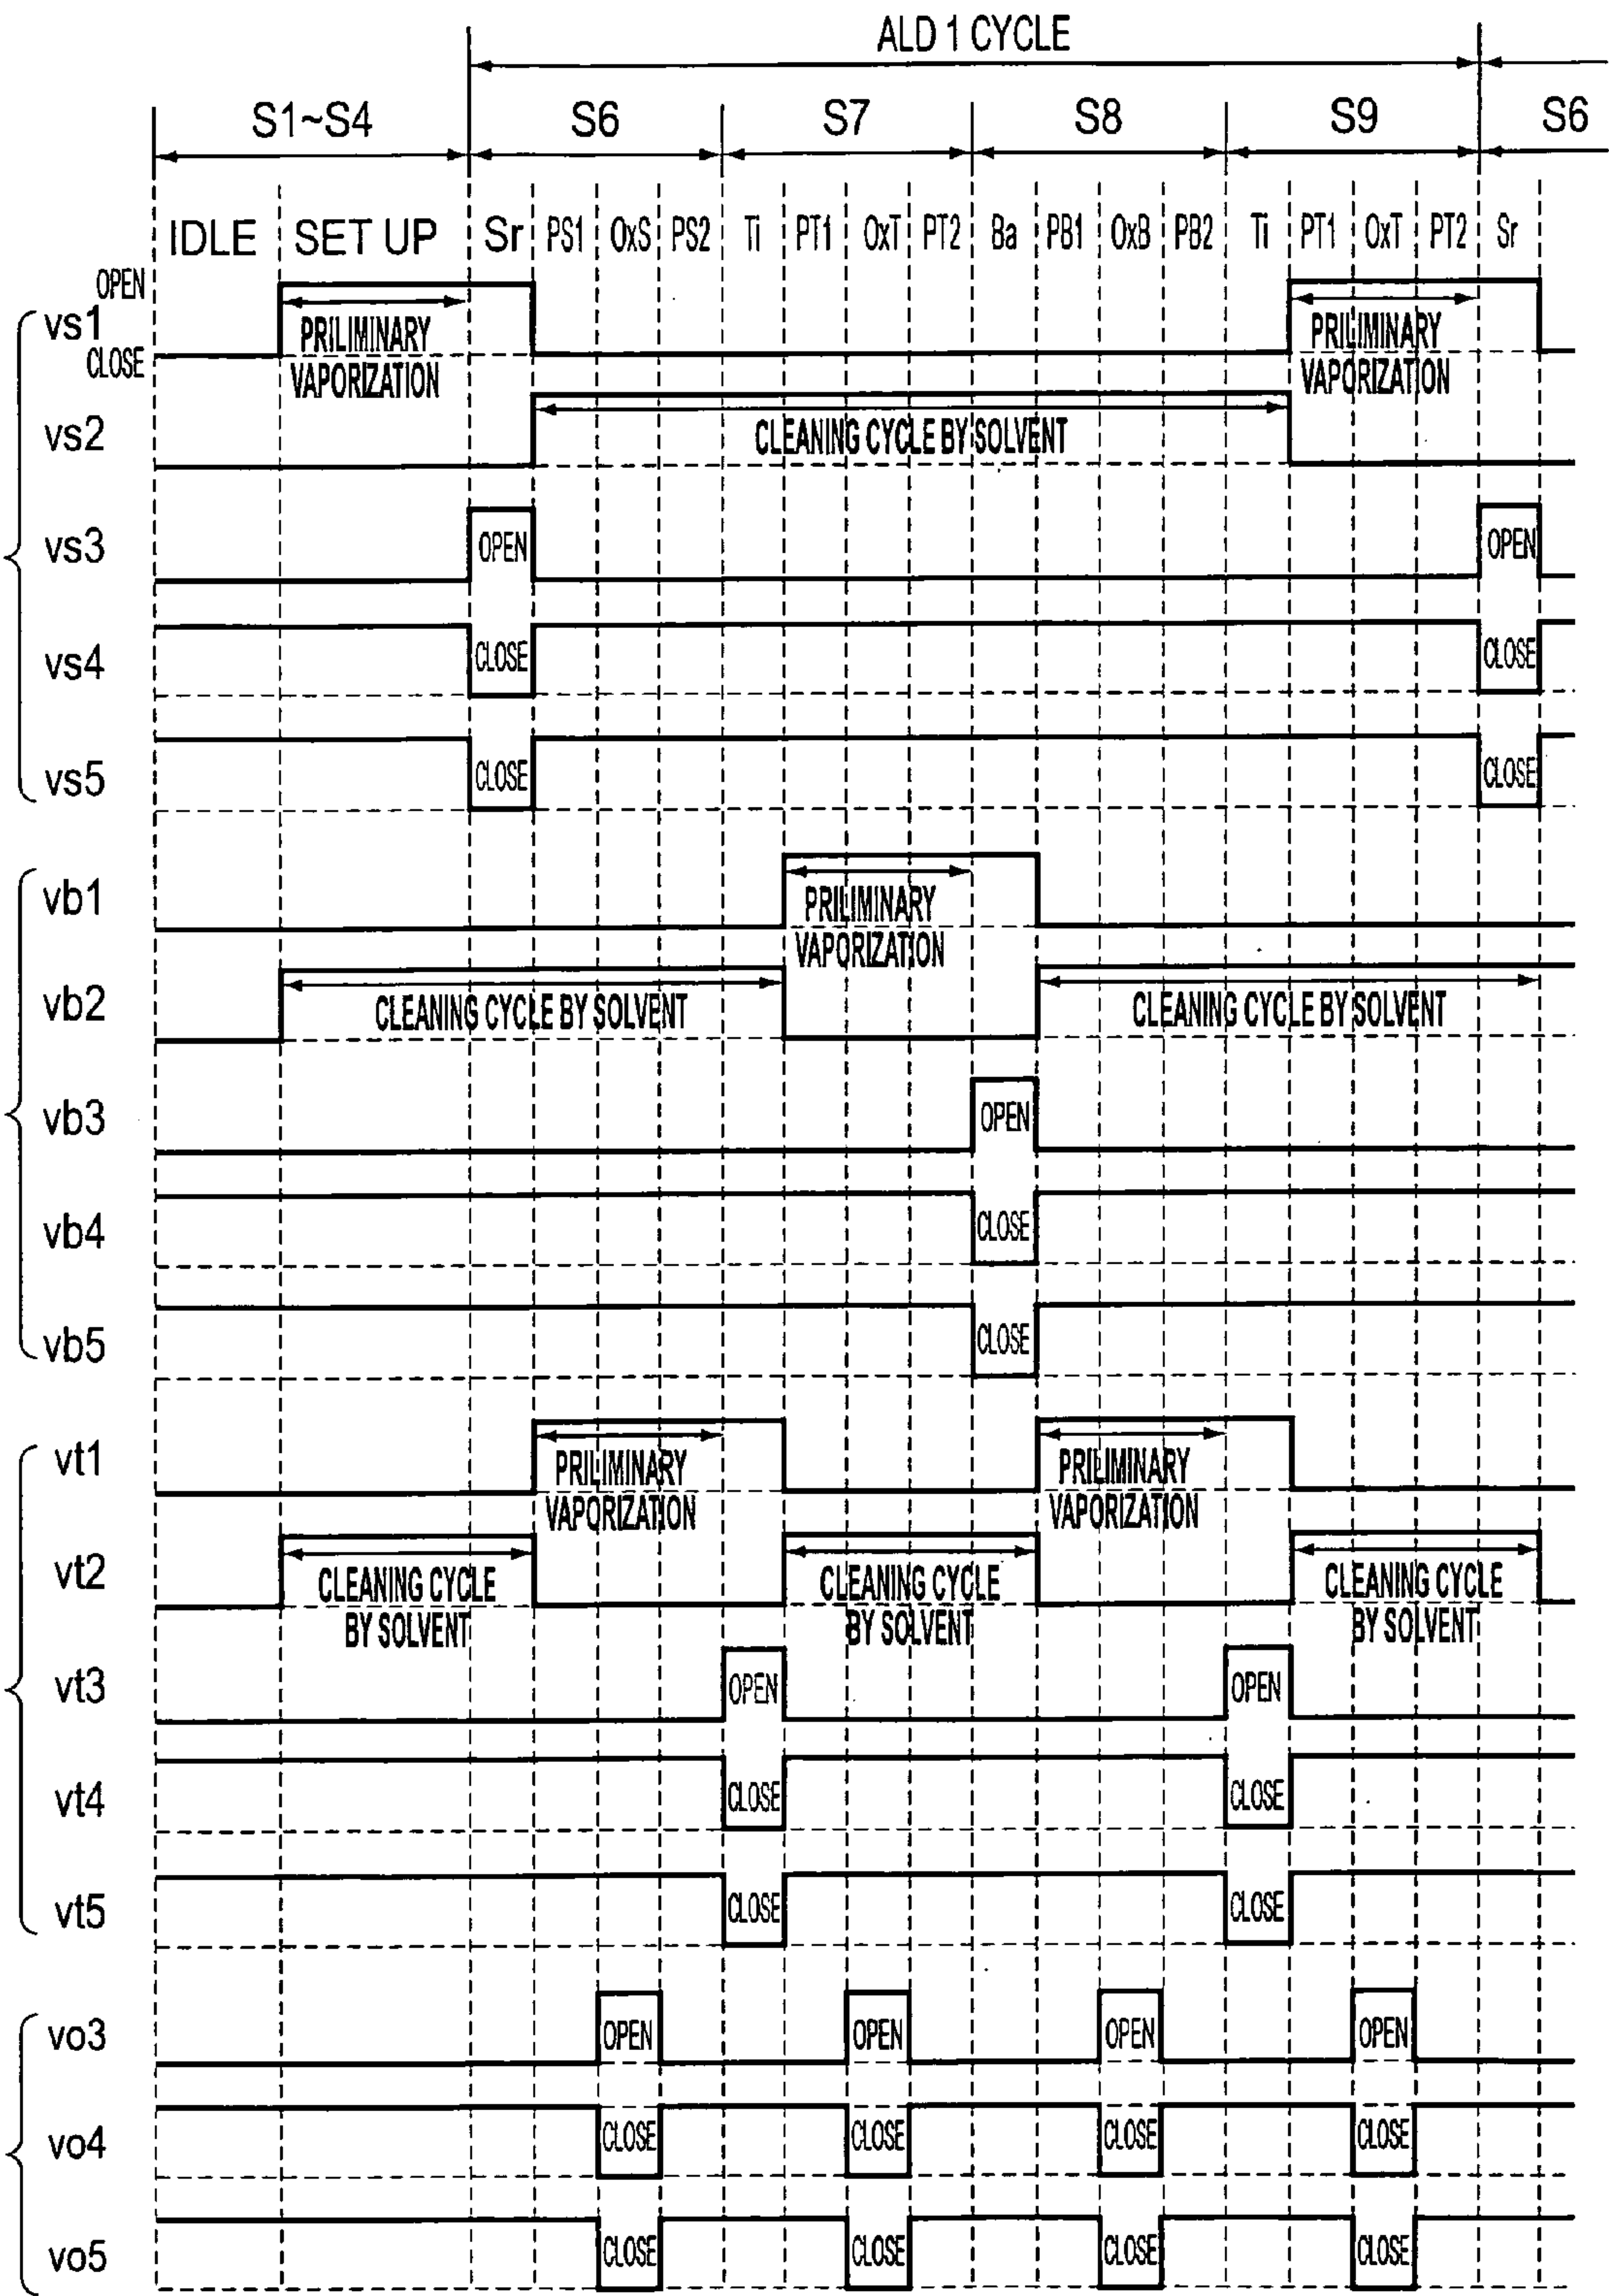 ALD 1 CYCLE
S1~S4 S6 S7 S8 S9 S6
IDLE SET UP Sr PS1 OxS PS2 Ti PT1 OxT PT2 Ba PB1 OxB PB2 Ti PT1 OxT PT2 Sr
OPEN
vs1
CLOSE
PRILIMINARY VAPORIZATION PRILIMINARY VAPORIZATION
vs2 CLEANING CYCLE BY SOLVENT
vs3 OPEN OPEN
vs4 CLOSE CLOSE
vs5 CLOSE CLOSE
vb1 PRILIMINARY VAPORIZATION
vb2 CLEANING CYCLE BY SOLVENT CLEANING CYCLE BY SOLVENT
vb3 OPEN
vb4 CLOSE
vb5 CLOSE
vt1 PRILIMINARY VAPORIZATION PRILIMINARY VAPORIZATION
vt2 CLEANING CYCLE BY SOLVENT CLEANING CYCLE BY SOLVENT CLEANING CYCLE BY SOLVENT
vt3 OPEN OPEN
vt4 CLOSE CLOSE
vt5 CLOSE CLOSE
vo3 OPEN OPEN OPEN OPEN
vo4 CLOSE CLOSE CLOSE CLOSE
vo5 CLOSE CLOSE CLOSE CLOSE